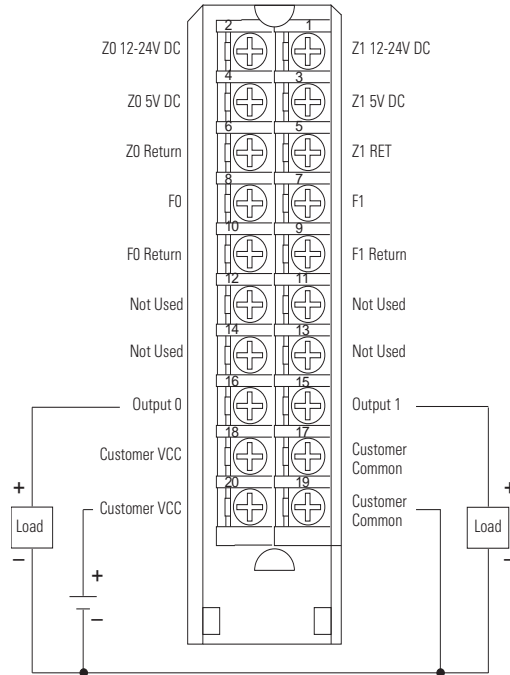 2 1
Z0 12-24V DC Z1 12-24V DC
4 3
Z0 5V DC Z1 5V DC
6 5
Z0 Return Z1 RET
8 7
F0 F1
10 9
F0 Return F1 Return
12 11
Not Used Not Used
14 13
Not Used Not Used
16 15
Output 0 Output 1
18 17
Customer VCC Customer
Common
20 19
Customer VCC Customer
Common
+ +
Load Load
– –
+
–